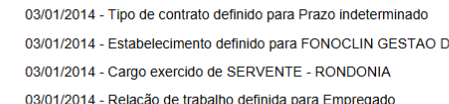 03/01/2014 - Tipo de contrato definido para Prazo indeterminado
03/01/2014 - Estabelecimento definido para FONOCLIN GESTAO D
03/01/2014 - Cargo exercido de SERVENTE - RONDONIA
03/01/2014 - Relação de trabalho definida para Empregado